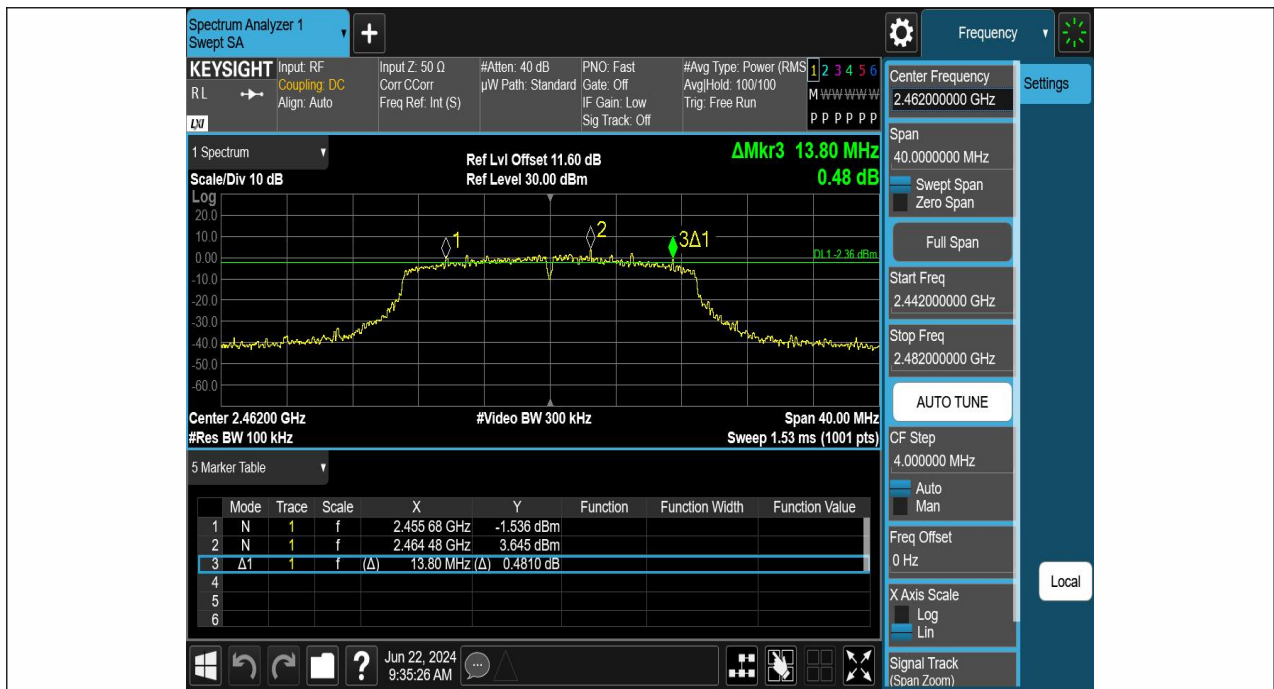 Spectrum Analyzer 1
Swept SA
+
Frequency
KEYSIGHT
RL
LXI
Input: RF
Coupling: DC
Align: Auto
Input Z: 50 Ω
Corr CCorr
Freq Ref: Int (S)
#Atten: 40 dB
µW Path: Standard
PNO: Fast
Gate: Off
IF Gain: Low
Sig Track: Off
#Avg Type: Power (RMS
Avg|Hold: 100/100
Trig: Free Run
1 2 3 4 5 6
M W W W W W
P P P P P P
1 Spectrum
Scale/Div 10 dB
Ref Lvl Offset 11.60 dB
Ref Level 30.00 dBm
ΔMkr3 13.80 MHz
0.48 dB
Log
20.0
10.0
0.00
-10.0
-20.0
-30.0
-40.0
-50.0
-60.0
1
2
3Δ1
DL1 -2.36 dBm
Center 2.46200 GHz
#Video BW 300 kHz
Span 40.00 MHz
#Res BW 100 kHz
Sweep 1.53 ms (1001 pts)
5 Marker Table
Mode Trace Scale X Y Function Function Width Function Value
1 N 1 f 2.455 68 GHz -1.536 dBm
2 N 1 f 2.464 48 GHz 3.645 dBm
3 Δ1 1 f (Δ) 13.80 MHz (Δ) 0.4810 dB
4
5
6
?
Jun 22, 2024
9:35:26 AM
Center Frequency
2.462000000 GHz
Span
40.0000000 MHz
Swept Span
Zero Span
Full Span
Start Freq
2.442000000 GHz
Stop Freq
2.482000000 GHz
AUTO TUNE
CF Step
4.000000 MHz
Auto
Man
Freq Offset
0 Hz
X Axis Scale
Log
Lin
Signal Track
(Span Zoom)
Settings
Local